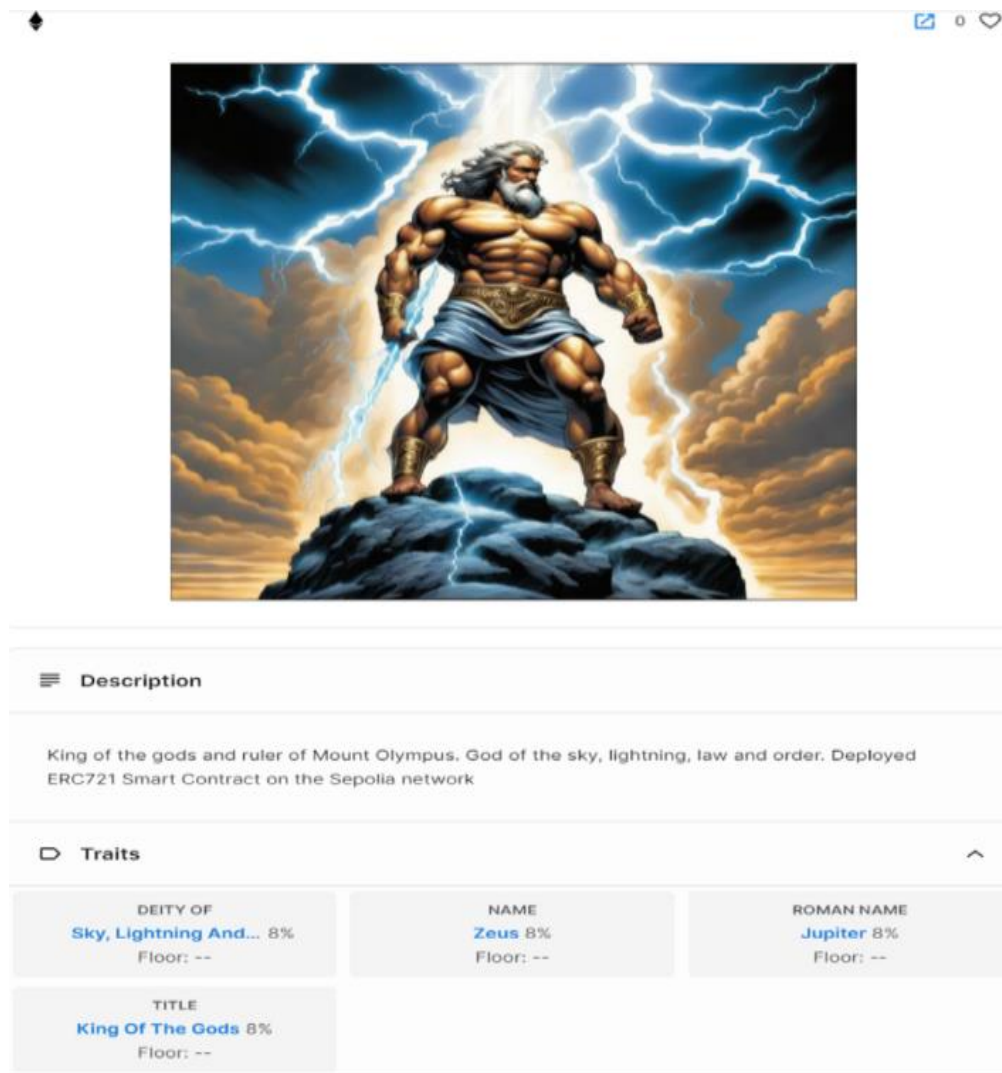 0
Description
King of the gods and ruler of Mount Olympus. God of the sky, lightning, law and order. Deployed
ERC721 Smart Contract on the Sepolia network
Traits
DEITY OF
Sky, Lightning And... 8%
Floor: --
NAME
Zeus 8%
Floor: --
ROMAN NAME
Jupiter 8%
Floor: --
TITLE
King Of The Gods 8%
Floor: --